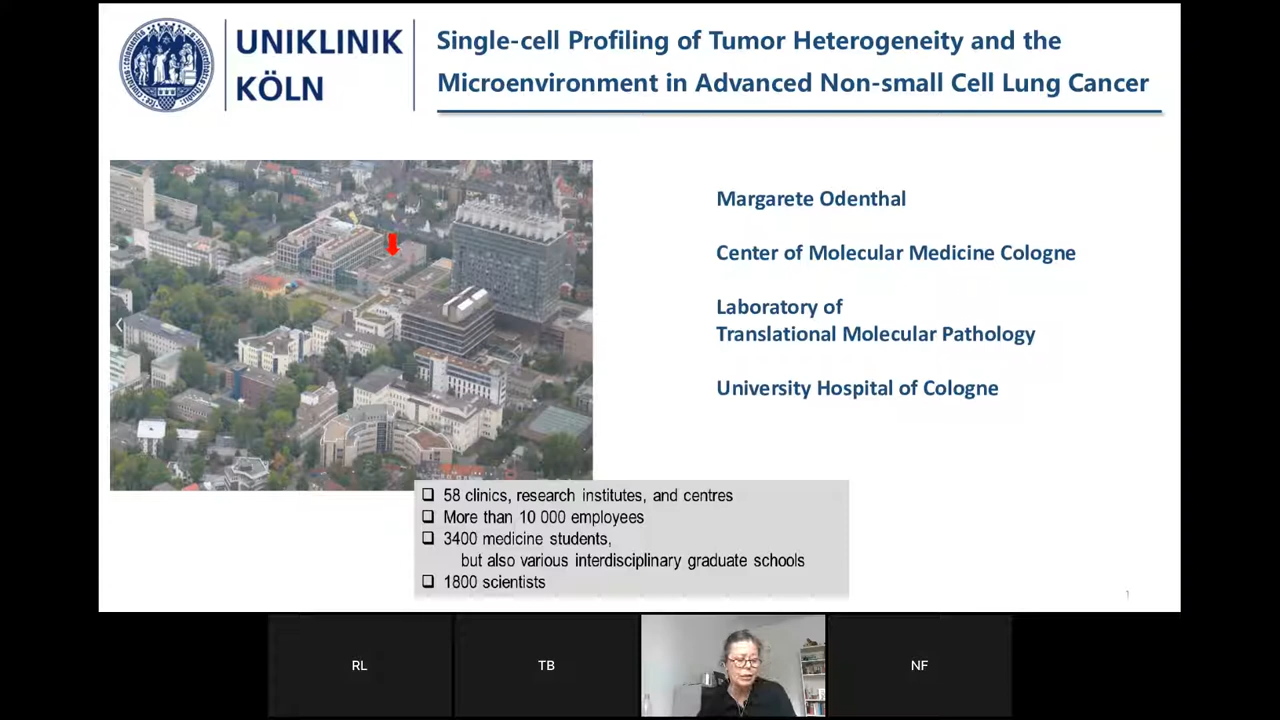 UNIKLINIK
KÖLN
Single-cell Profiling of Tumor Heterogeneity and the
Microenvironment in Advanced Non-small Cell Lung Cancer
Margarete Odenthal
Center of Molecular Medicine Cologne
Laboratory of
Translational Molecular Pathology
University Hospital of Cologne
58 clinics, research institutes, and centres
More than 10 000 employees
3400 medicine students,
but also various interdisciplinary graduate schools
1800 scientists
1
RL
TB
NF